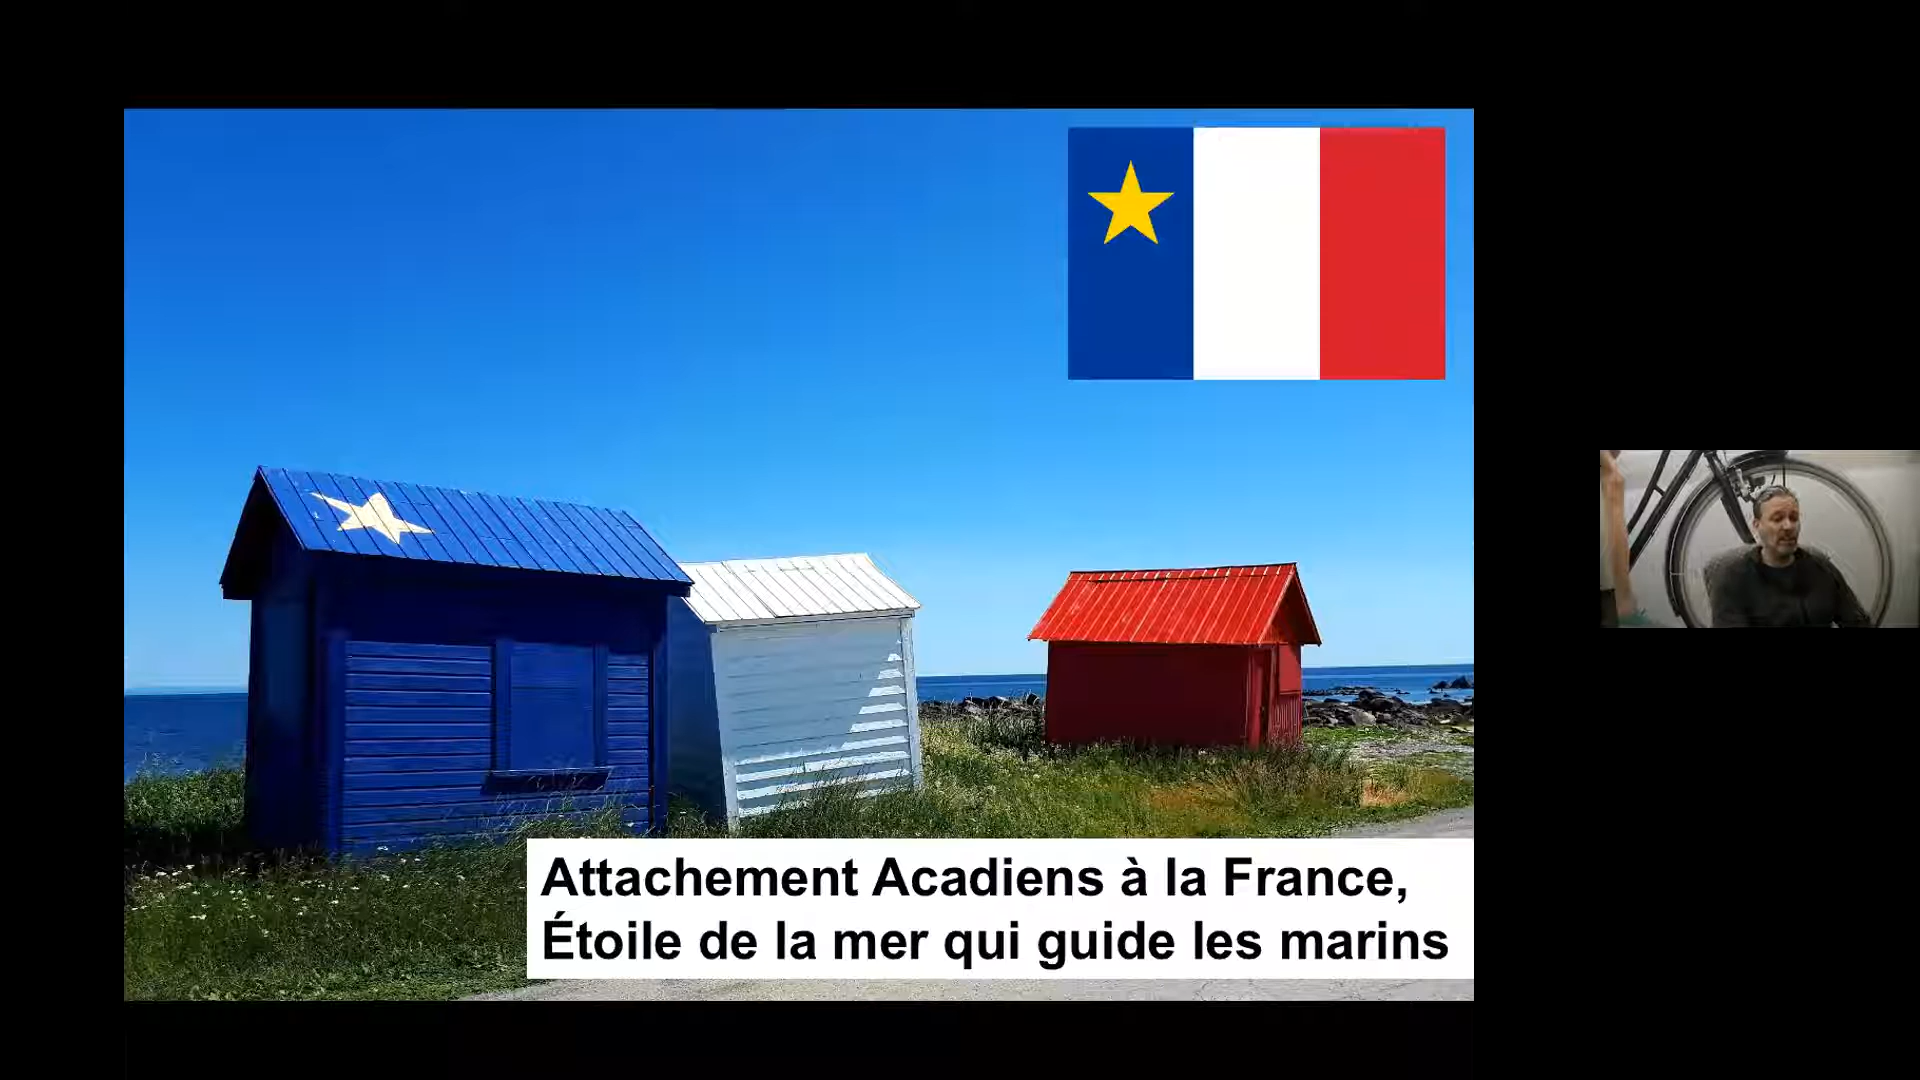 Attachement Acadiens à la France,
Étoile de la mer qui guide les marins